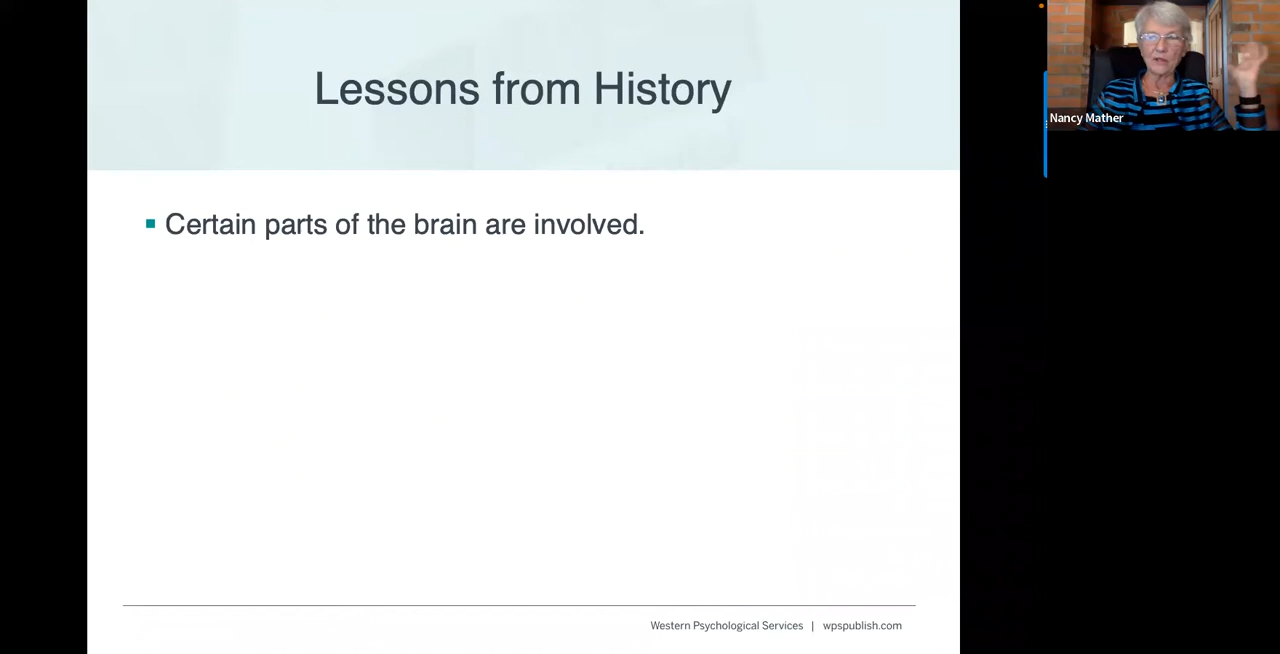 Lessons from History
Nancy Mather
Certain parts of the brain are involved.
Western Psychological Services | wpspublish.com